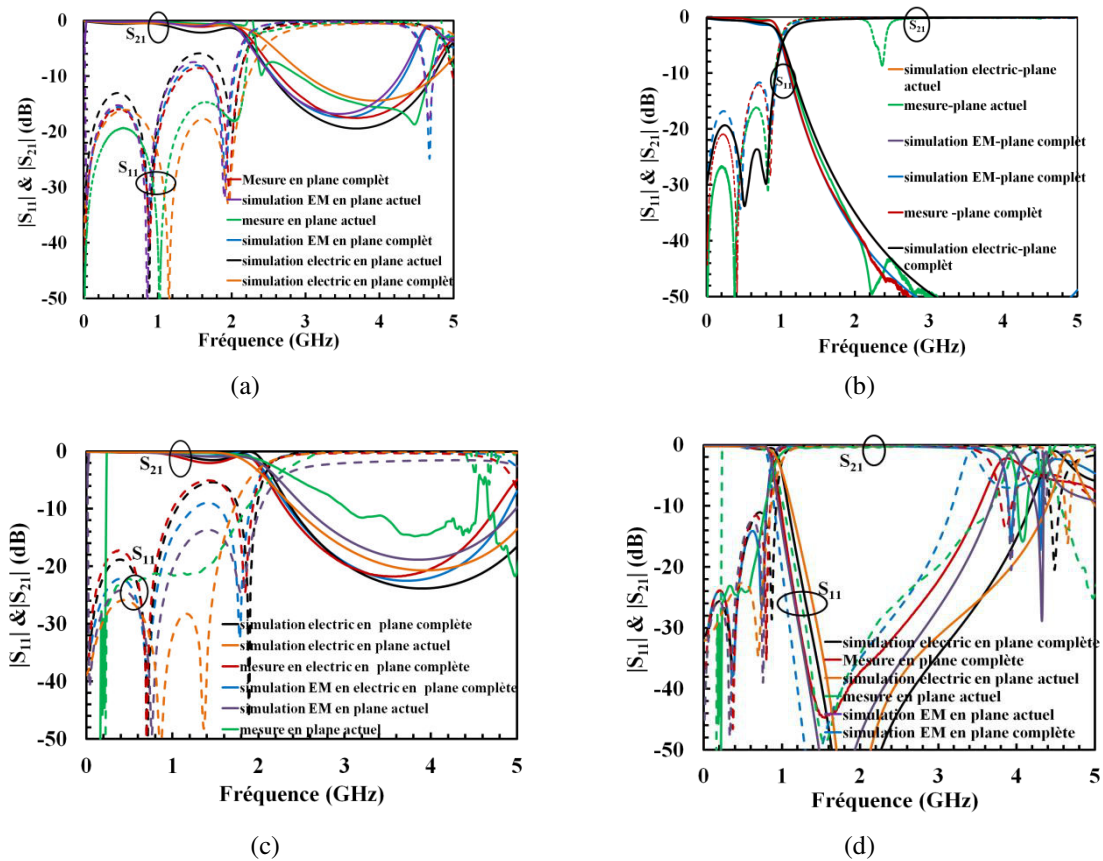 |S11| & |S21| (dB)
0
-10
-20
-30
-40
-50
S21
S11
Mesure en plane complèt
simulation EM en plane actuel
mesure en plane actuel
simulation EM en plane complèt
simulation electric en plane actuel
simulation electric en plane complèt
0 1 2 3 4 5
Fréquence (GHz)
(a)
|S11| & |S21| (dB)
0
-10
-20
-30
-40
-50
S21
S11
simulation electric-plane
actuel
mesure-plane actuel
simulation EM-plane complet
simulation EM-plane complet
mesure -plane complèt
simulation electric-plane
complèt
0 1 2 3 4 5
Fréquence (GHz)
(b)
|S11| &|S21| (dB)
0
-10
-20
-30
-40
-50
S21
S11
simulation electric en plane complète
simulation electric en plane actuel
mesure en electric en plane complète
simulation EM en electric en plane complète
simulation EM en plane actuel
mesure en plane actuel
0 1 2 3 4 5
Fréquence (GHz)
(c)
|S11| & |S21| (dB)
0
-10
-20
-30
-40
-50
S21
S11
simulation electric en plane complète
Mesure en plane complète
simulation electric en plane actuel
mesure en plane actuel
simulation EM en plane actuel
simulation EM en plane complète
0 1 2 3 4 5
Fréquence (GHz)
(d)